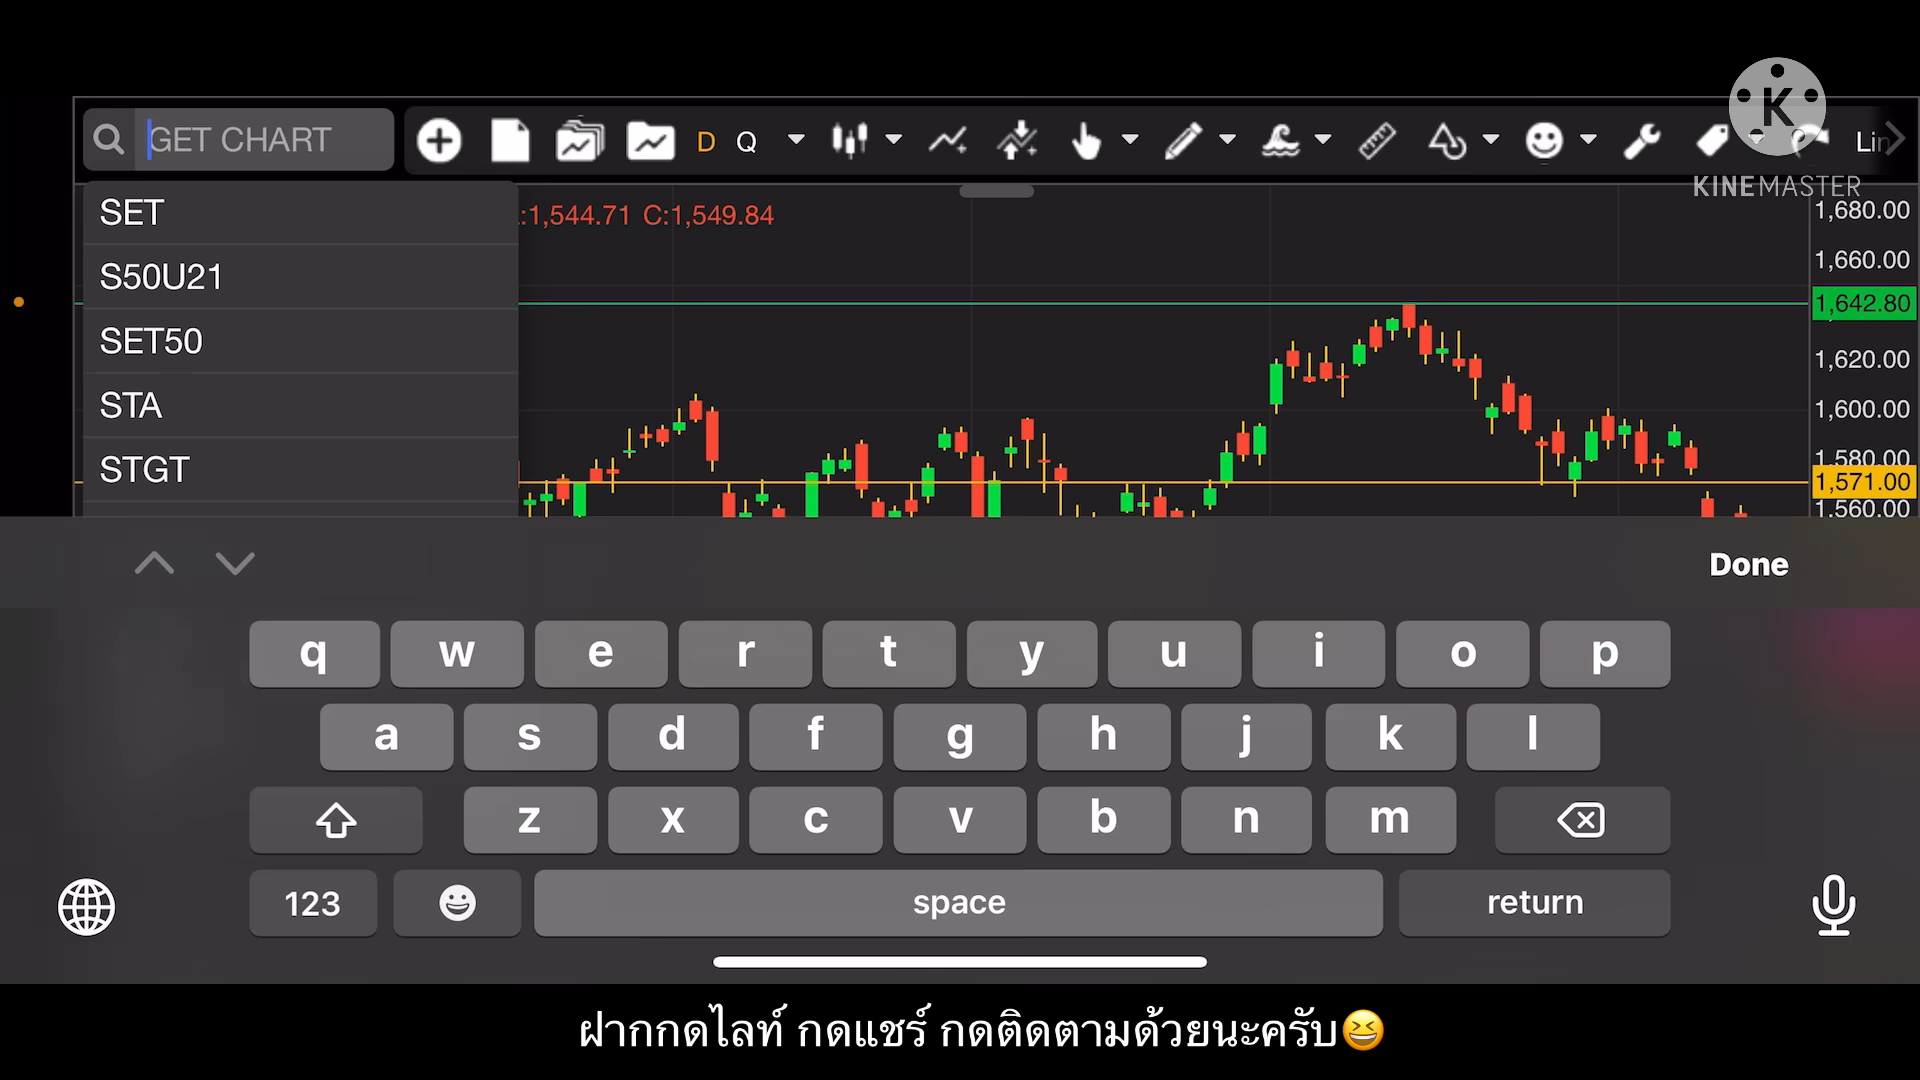 GET CHART
D Q
Lin
K
KINEMASTER
SET
:1,544.71 C:1,549.84
1,680.00
S50U21
1,660.00
1,642.80
SET50
1,620.00
STA
1,600.00
STGT
1,580.00
1,571.00
1,560.00
Done
q w e r t y u i o p
a s d f g h j k l
z x c v b n m
123 space return
ฝากกดไลท์ กดแชร์ กดติดตามด้วยนะครับ😆